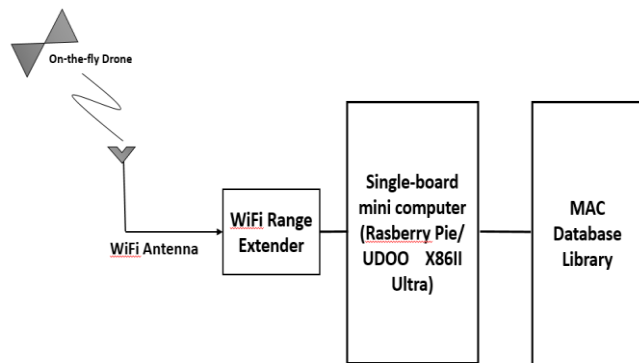 On-the-fly Drone
WiFi Antenna
WiFi Range
Extender
Single-board
mini computer
(Rasberry Pie/
UDOO X86II
Ultra)
MAC
Database
Library